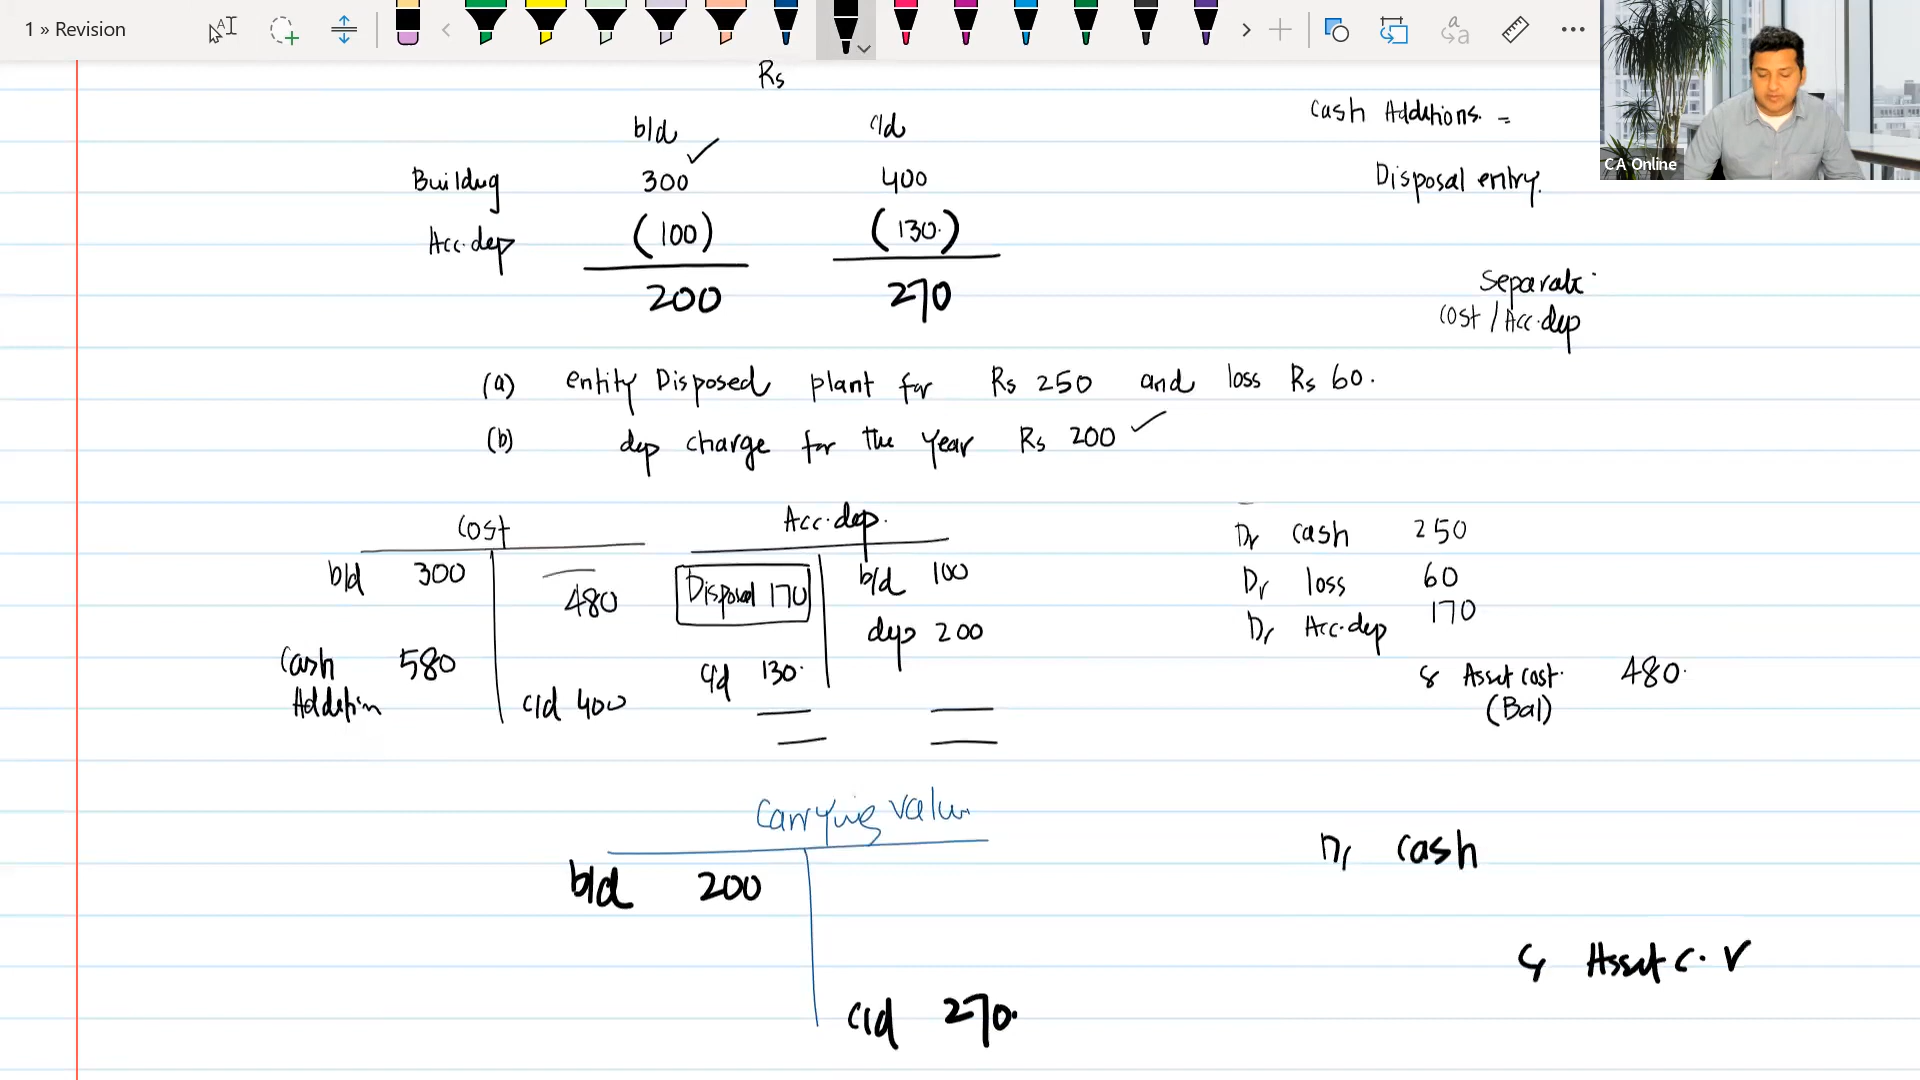 1 » Revision
C A Online
Rs
b/d c/d
Building 300 400
Acc.dep (100) (130.)
200 270
Cash Additions. =
Disposal entry.
Separate
Cost / Acc.dep
(a) entity Disposed plant for Rs 250 and loss Rs 60.
(b) dep charge for the year Rs 200
Cost
b/d 300 480
Cash 580
Addition c/d 400
Acc.dep.
Disposal 170 b/d 100
dep 200
c/d 130.
Dr cash 250
Dr loss 60
Dr Acc.dep 170
Cr Asset cost. 480.
(Bal)
Carrying value
b/d 200
c/d 270.
Dr cash
Cr Asset C.V